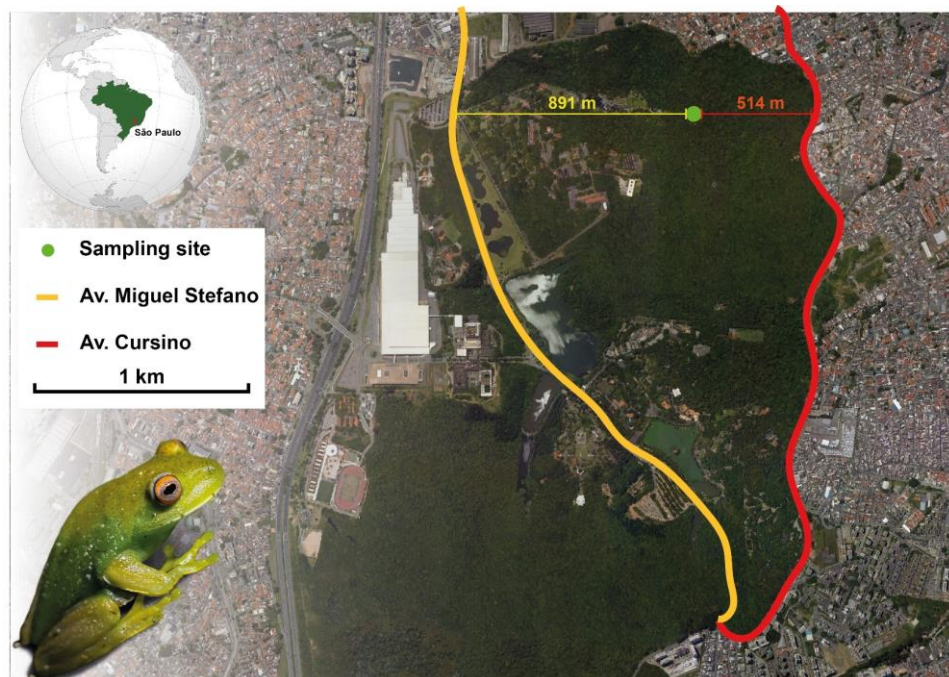 891 m
514 m
São Paulo
Sampling site
Av. Miguel Stefano
Av. Cursino
1 km